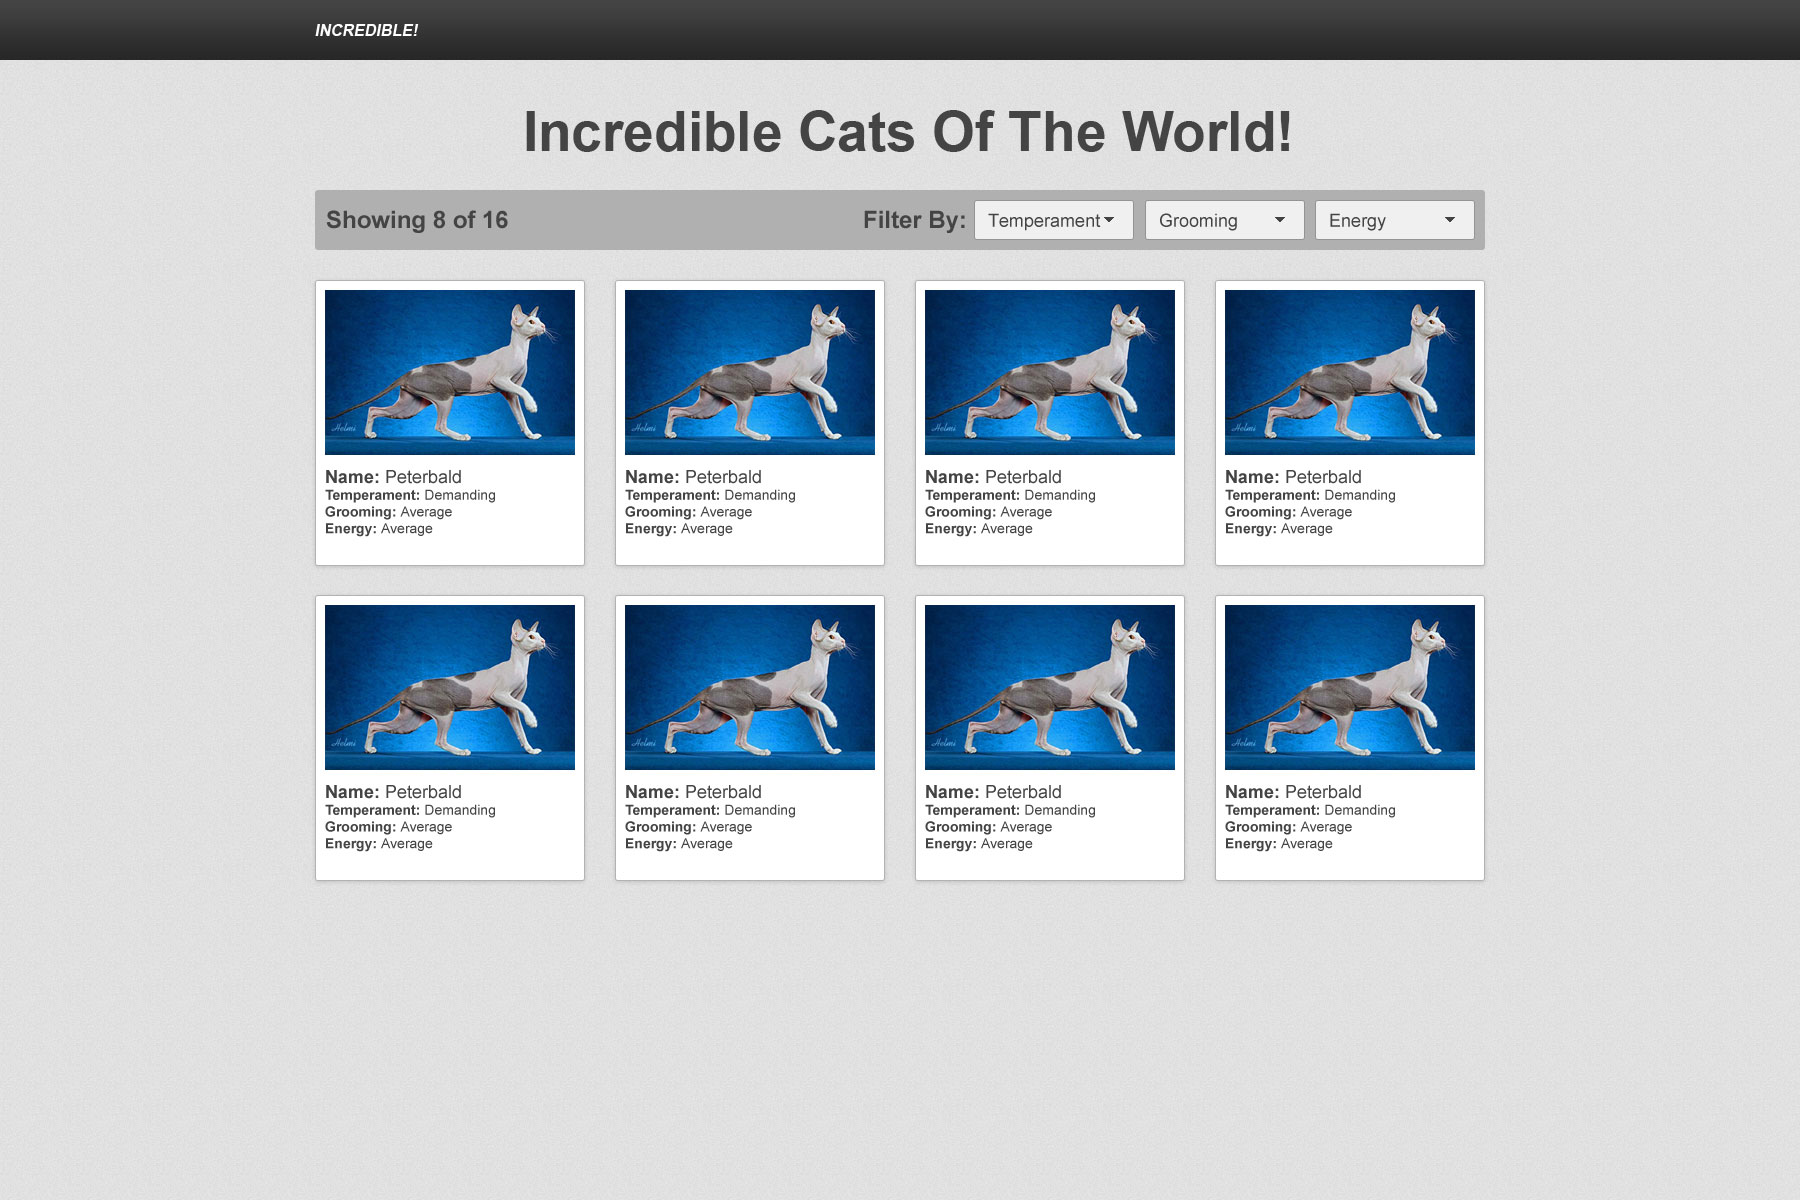 INCREDIBLE!
Incredible Cats Of The World!
Showing 8 of 16 Filter By: Temperament Grooming Energy
Helmi Helmi Helmi Helmi
Name: Peterbald Name: Peterbald Name: Peterbald Name: Peterbald
Temperament: Demanding Temperament: Demanding Temperament: Demanding Temperament: Demanding
Grooming: Average Grooming: Average Grooming: Average Grooming: Average
Energy: Average Energy: Average Energy: Average Energy: Average
Helmi Helmi Helmi Helmi
Name: Peterbald Name: Peterbald Name: Peterbald Name: Peterbald
Temperament: Demanding Temperament: Demanding Temperament: Demanding Temperament: Demanding
Grooming: Average Grooming: Average Grooming: Average Grooming: Average
Energy: Average Energy: Average Energy: Average Energy: Average